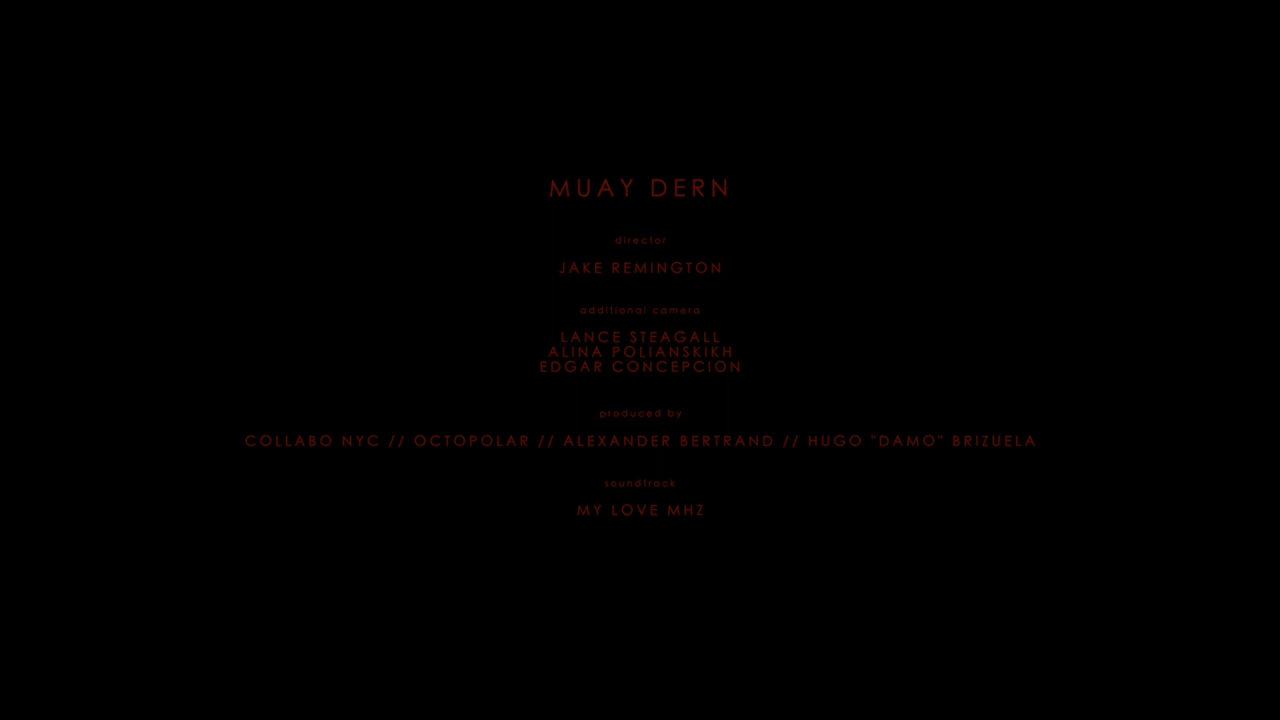 MUAY DERN
director
JAKE REMINGTON
additional camera
LANCE STEAGALL
ALINA POLIANSKIKH
EDGAR CONCEPCION
produced by
COLLABO NYC // OCTOPOLAR // ALEXANDER BERTRAND // HUGO "DAMO" BRIZUELA
soundtrack
MY LOVE MHZ